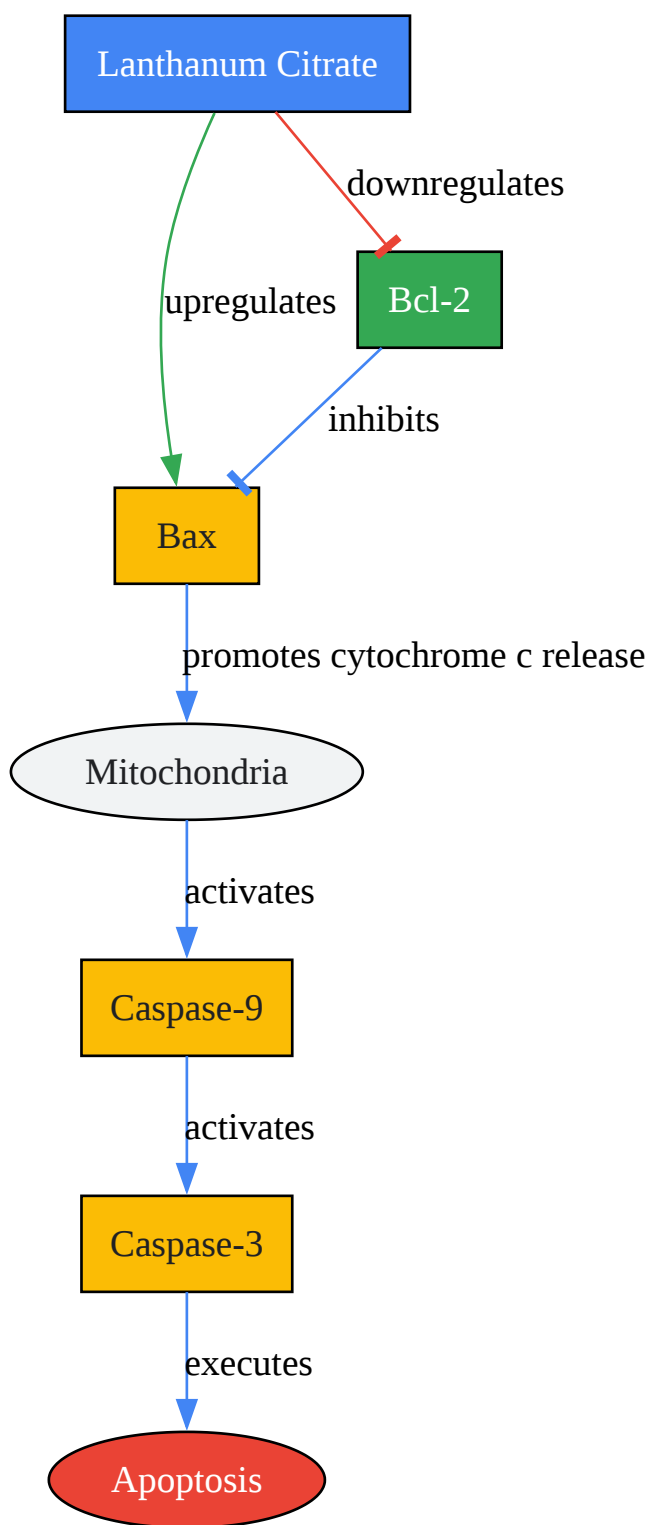 Lanthanum Citrate
downregulates
Bcl-2
upregulates
inhibits
Bax
promotes cytochrome c release
Mitochondria
activates
Caspase-9
activates
Caspase-3
executes
Apoptosis